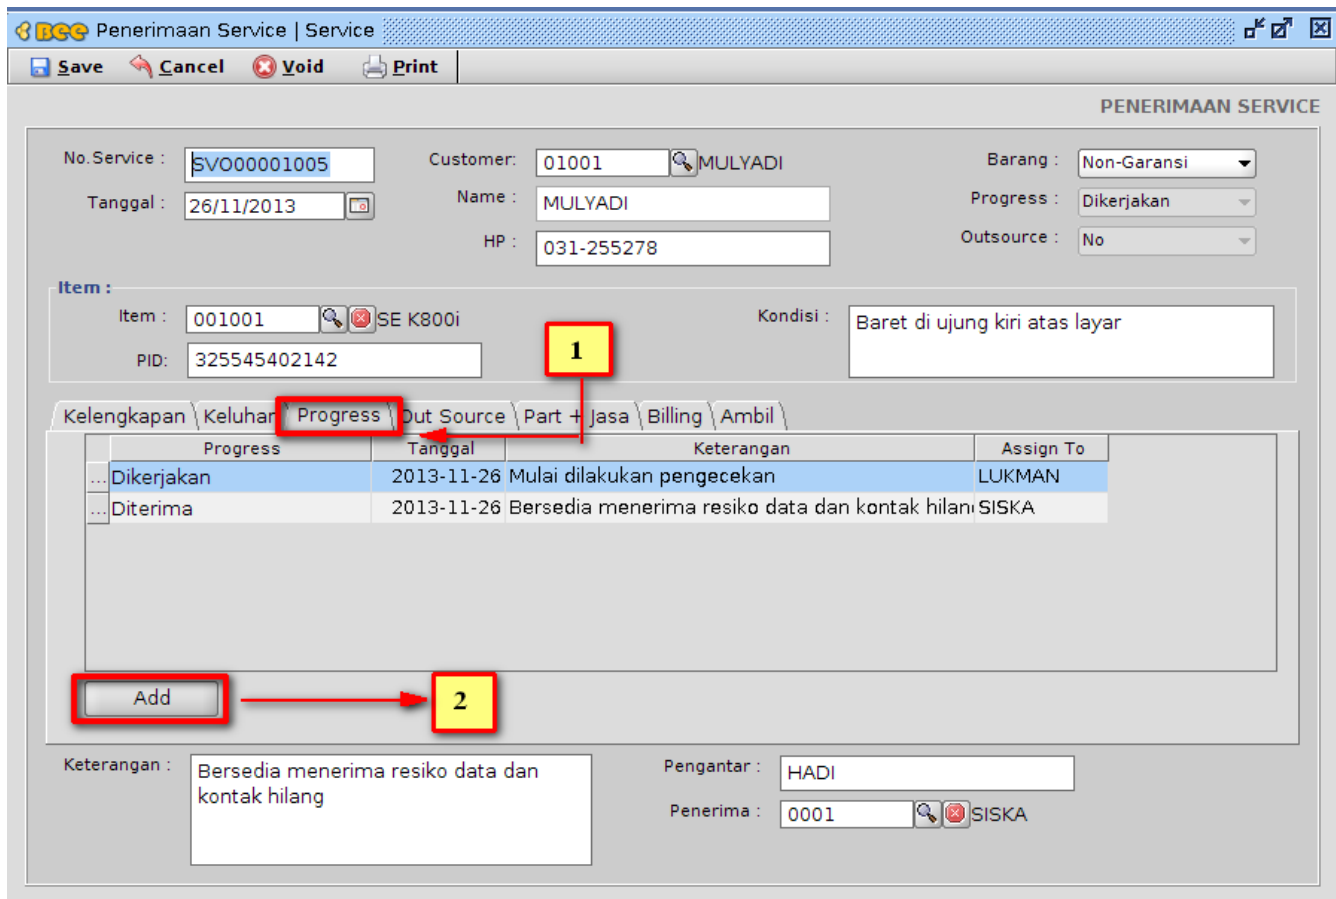 Bee Penerimaan Service | Service
Save Cancel Void Print
PENERIMAAN SERVICE
No.Service : SVO00001005 Customer: 01001 MULYADI Barang : Non-Garansi
Tanggal : 26/11/2013 Name : MULYADI Progress : Dikerjakan
HP : 031-255278 Outsource : No
Item :
Item : 001001 SE K800i Kondisi : Baret di ujung kiri atas layar
PID: 325545402142
1
Kelengkapan Keluhan Progress Out Source Part + Jasa Billing Ambil
Progress Tanggal Keterangan Assign To
... Dikerjakan 2013-11-26 Mulai dilakukan pengecekan LUKMAN
... Diterima 2013-11-26 Bersedia menerima resiko data dan kontak hilan SISKA
Add 2
Keterangan : Bersedia menerima resiko data dan
kontak hilang
Pengantar : HADI
Penerima : 0001 SISKA